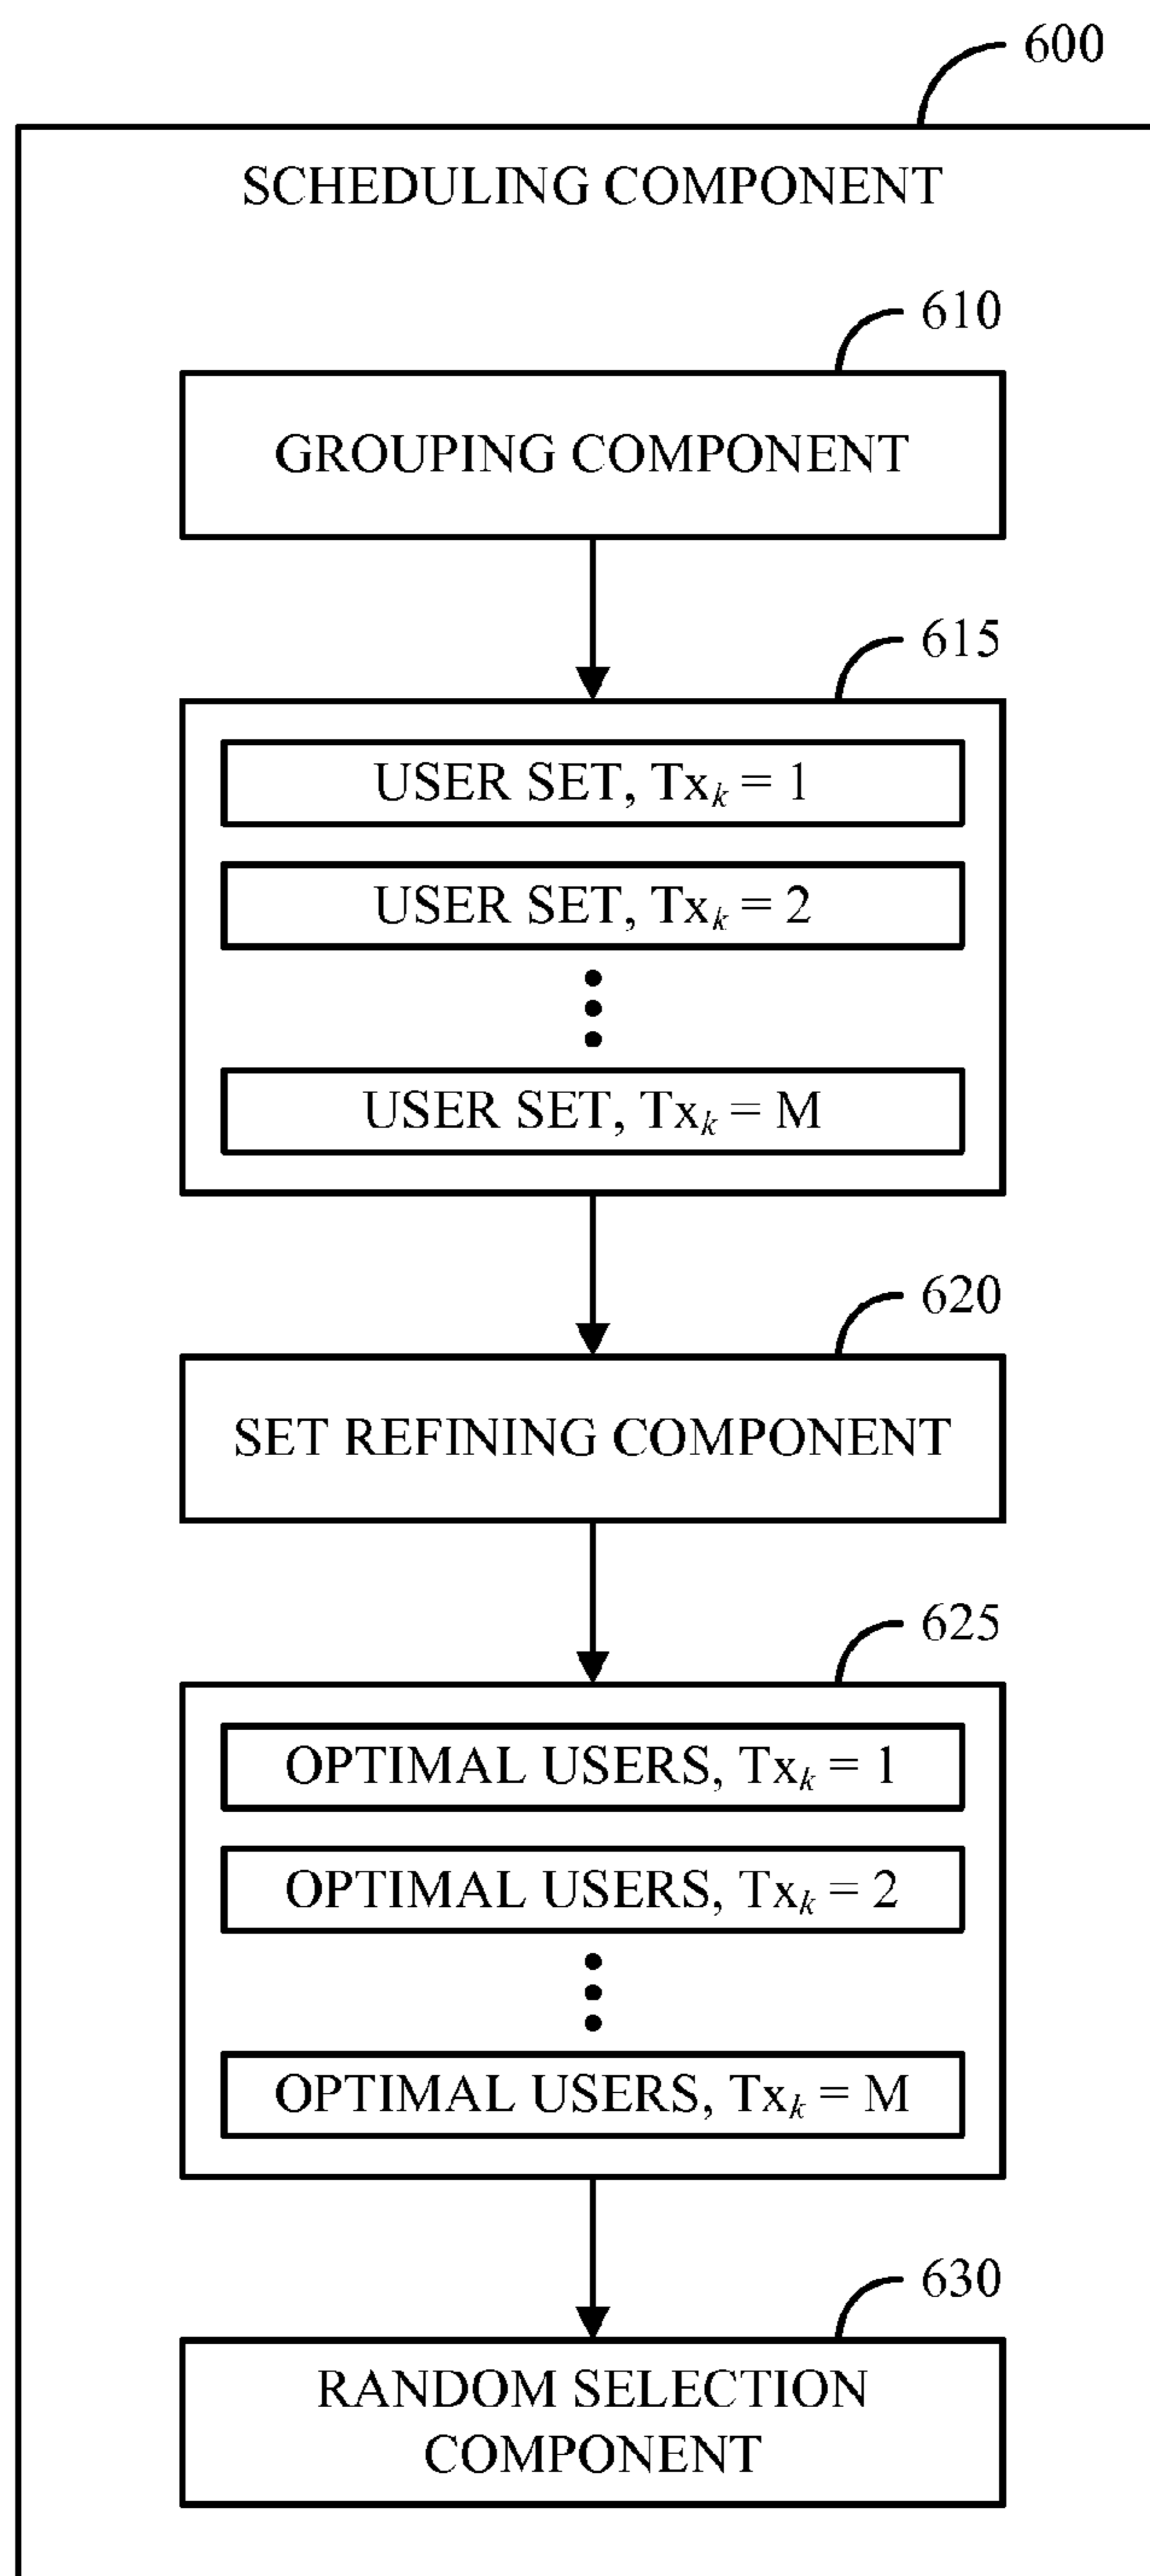 600
SCHEDULING COMPONENT
610
GROUPING COMPONENT
615
USER SET, Txk = 1
USER SET, Txk = 2
USER SET, Txk = M
620
SET REFINING COMPONENT
625
OPTIMAL USERS, Txk = 1
OPTIMAL USERS, Txk = 2
OPTIMAL USERS, Txk = M
630
RANDOM SELECTION
COMPONENT